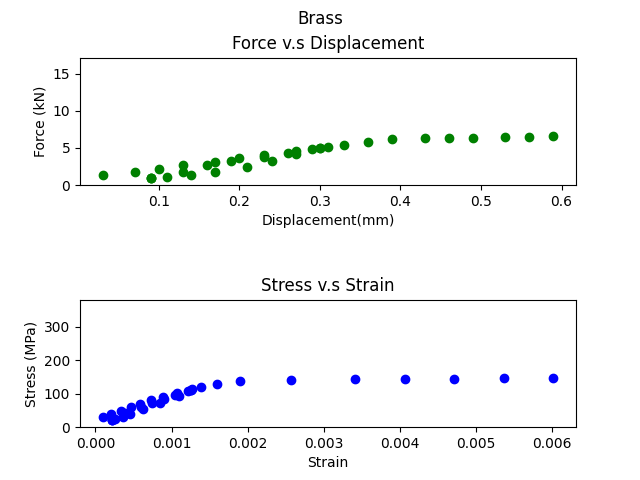 Brass
Force v.s Displacement
15
10
5
0
Force (kN)
0.1 0.2 0.3 0.4 0.5 0.6
Displacement(mm)
Stress v.s Strain
300
200
100
0
Stress (MPa)
0.000 0.001 0.002 0.003 0.004 0.005 0.006
Strain